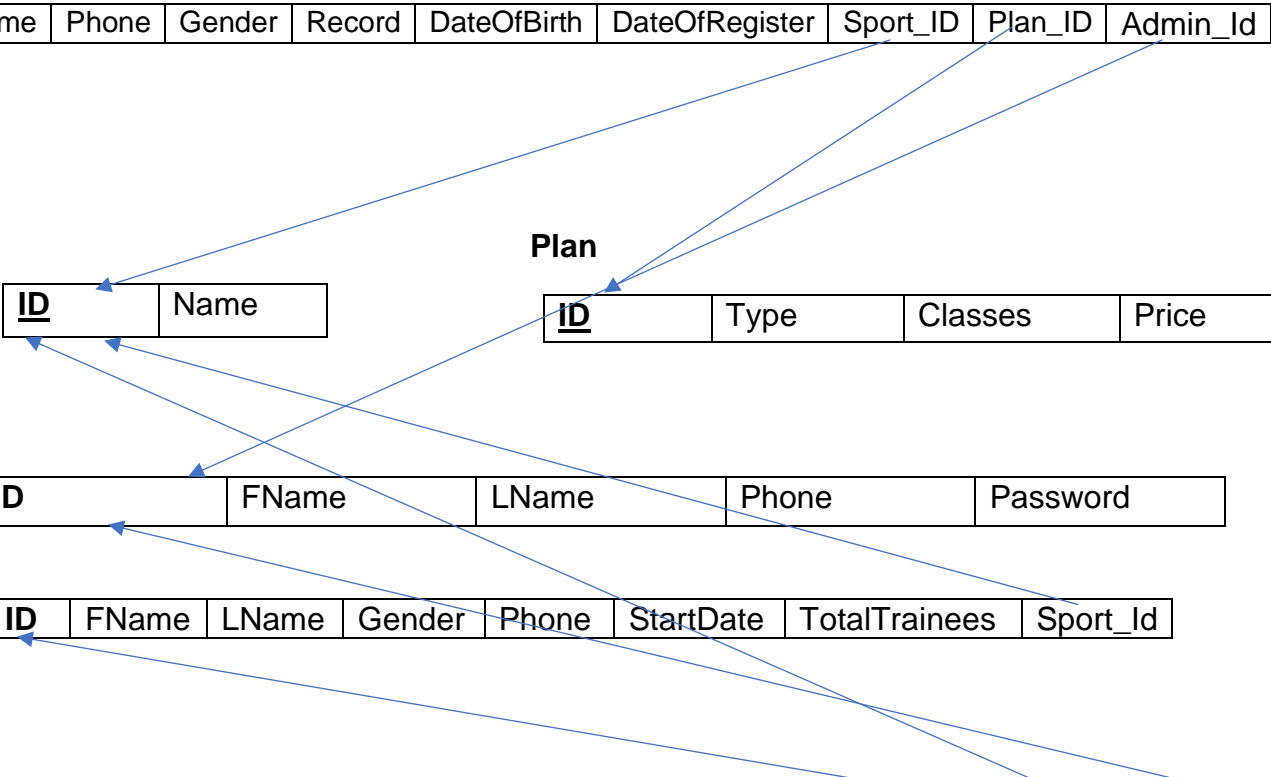 me Phone Gender Record DateOfBirth DateOfRegister Sport_ID Plan_ID Admin_Id
Plan
ID Name
ID Type Classes Price
D FName LName Phone Password
ID FName LName Gender Phone StartDate TotalTrainees Sport_Id